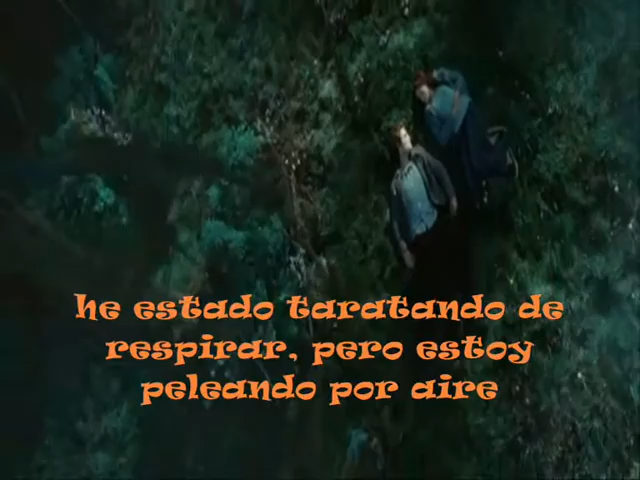 he estado taratando de
respirar, pero estoy
peleando por aire